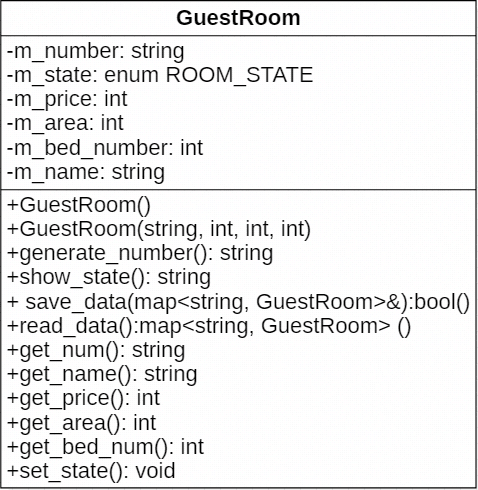 GuestRoom
-m_number: string
-m_state: enum ROOM_STATE
-m_price: int
-m_area: int
-m_bed_number: int
-m_name: string
+GuestRoom()
+GuestRoom(string, int, int, int)
+generate_number(): string
+show_state(): string
+ save_data(map<string, GuestRoom>&):bool()
+read_data():map<string, GuestRoom> ()
+get_num(): string
+get_name(): string
+get_price(): int
+get_area(): int
+get_bed_num(): int
+set_state(): void